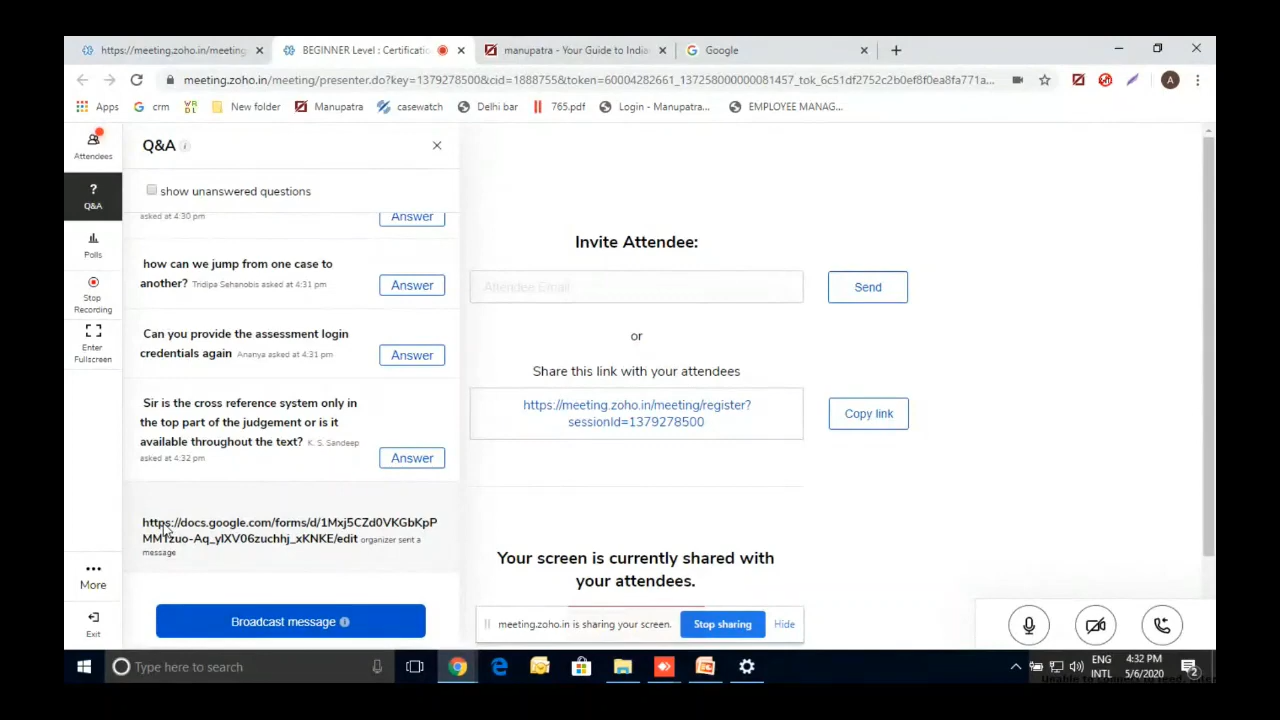 https://meeting.zoho.in/meeting
BEGINNER Level : Certificatio
manupatra - Your Guide to India
Google
meeting.zoho.in/meeting/presenter.do?key=1379278500&cid=1888755&token=60004282661_137258000000081457_tok_6c51df2752c2b0ef8f0ea8fa771a...
A
Apps
crm
New folder
Manupatra
casewatch
Delhi bar
765.pdf
Login - Manupatra...
EMPLOYEE MANAG...
Attendees
?
Q&A
Polls
Stop
Recording
Enter
Fullscreen
More
Exit
Q&A
show unanswered questions
asked at 4:30 pm
Answer
how can we jump from one case to
another? Tridipa Sehanobis asked at 4:31 pm
Answer
Can you provide the assessment login
credentials again Ananya asked at 4:31 pm
Answer
Sir is the cross reference system only in
the top part of the judgement or is it
available throughout the text? K. S. Sandeep
asked at 4:32 pm
Answer
https://docs.google.com/forms/d/1Mxj5CZd0VKGbKpP
organizer sent a
message
Broadcast message
Invite Attendee:
Attendee Email
Send
or
Share this link with your attendees
https://meeting.zoho.in/meeting/register?
sessionId=1379278500
Copy link
Your screen is currently shared with
your attendees.
meeting.zoho.in is sharing your screen.
Stop sharing
Hide
Type here to search
ENG
INTL
4:32 PM
5/6/2020
2